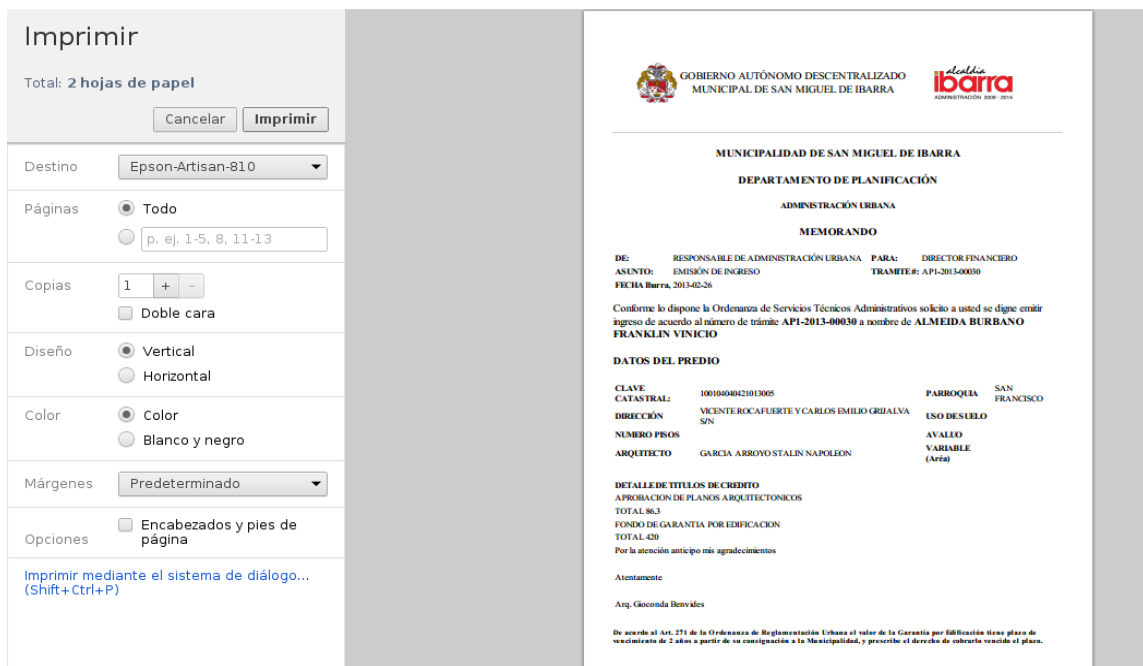 Imprimir
Total: 2 hojas de papel
Cancelar Imprimir
Destino Epson-Artisan-810
Páginas Todo
p. ej. 1-5, 8, 11-13
Copias 1 + -
Doble cara
Diseño Vertical
Horizontal
Color Color
Blanco y negro
Márgenes Predeterminado
Opciones Encabezados y pies de
página
Imprimir mediante el sistema de diálogo...
(Shift+Ctrl+P)
GOBIERNO AUTÓNOMO DESCENTRALIZADO
MUNICIPAL DE SAN MIGUEL DE IBARRA
alcaldía
ibarra
ADMINISTRACIÓN 2009 - 2014
MUNICIPALIDAD DE SAN MIGUEL DE IBARRA
DEPARTAMENTO DE PLANIFICACIÓN
ADMINISTRACIÓN URBANA
MEMORANDO
DE: RESPONSABLE DE ADMINISTRACIÓN URBANA PARA: DIRECTOR FINANCIERO
ASUNTO: EMISIÓN DE INGRESO TRAMITE #: AP1-2013-00030
FECHA Ibarra, 2013-02-26
Conforme lo dispone la Ordenanza de Servicios Técnicos Administrativos solicito a usted se digne emitir
ingreso de acuerdo al número de trámite AP1-2013-00030 a nombre de ALMEIDA BURBANO
FRANKLIN VINICIO
DATOS DEL PREDIO
CLAVE
CATASTRAL: 100104040421013005 PARROQUIA SAN
FRANCISCO
DIRECCIÓN VICENTE ROCAFUERTE Y CARLOS EMILIO GRIJALVA
S/N USO DE SUELO
NUMERO PISOS AVALUO
ARQUITECTO GARCIA ARROYO STALIN NAPOLEON VARIABLE
(Aréa)
DETALLE DE TITULOS DE CREDITO
APROBACION DE PLANOS ARQUITECTONICOS
TOTAL 86.3
FONDO DE GARANTIA POR EDIFICACION
TOTAL 420
Por la atención anticipo mis agradecimientos
Atentamente
Arq. Gioconda Benvides
De acurdo al Art. 271 de la Ordenanza de Reglamentación Urbana el valor de la Garantía por Edificación tiene plazo de
vencimiento de 2 años a partir de su consignación a la Municipalidad, y prescribe el derecho de cobrarlo vencido el plazo.